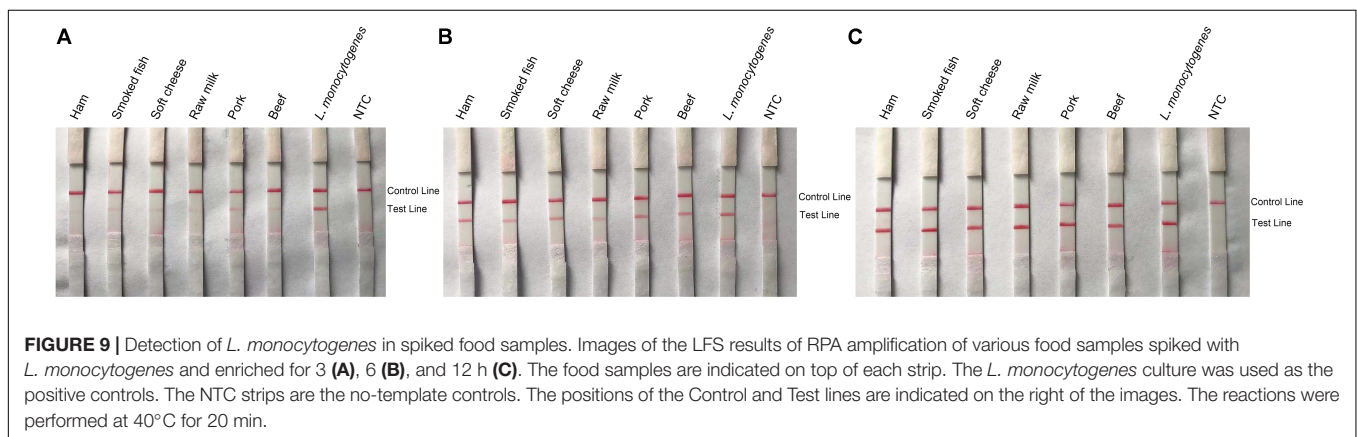 A
Ham
Smoked fish
Soft cheese
Raw milk
Pork
Beef
L. monocytogenes
NTC
Control Line
Test Line
B
Ham
Smoked fish
Soft cheese
Raw milk
Pork
Beef
L. monocytogenes
NTC
Control Line
Test Line
C
Ham
Smoked fish
Soft cheese
Raw milk
Pork
Beef
L. monocytogenes
NTC
Control Line
Test Line
FIGURE 9 | Detection of L. monocytogenes in spiked food samples. Images of the LFS results of RPA amplification of various food samples spiked with
L. monocytogenes and enriched for 3 (A), 6 (B), and 12 h (C). The food samples are indicated on top of each strip. The L. monocytogenes culture was used as the
positive controls. The NTC strips are the no-template controls. The positions of the Control and Test lines are indicated on the right of the images. The reactions were
performed at 40°C for 20 min.